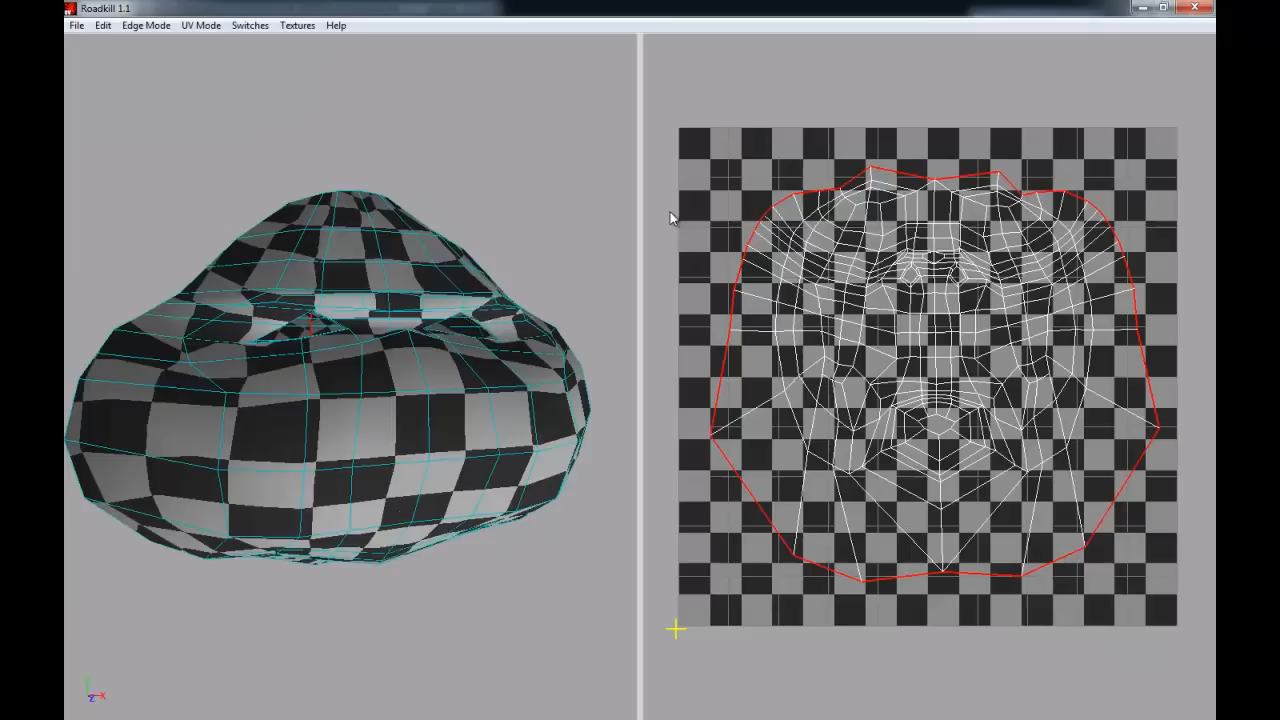 Roadkill 1.1
File Edit Edge Mode UV Mode Switches Textures Help
Z X